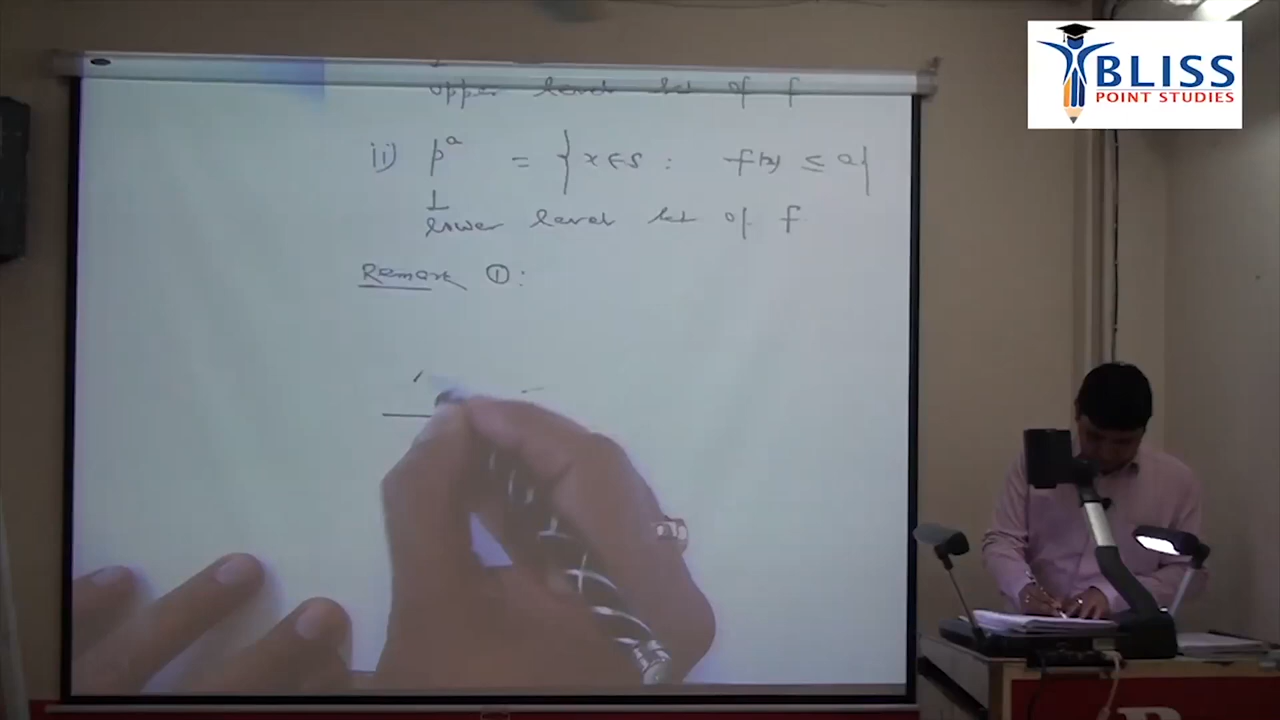 BLISS
POINT STUDIES
upper level set of f
ii) p^a = { x ∈ S : f(x) ≤ a }
lower level set of f
Remark ①: